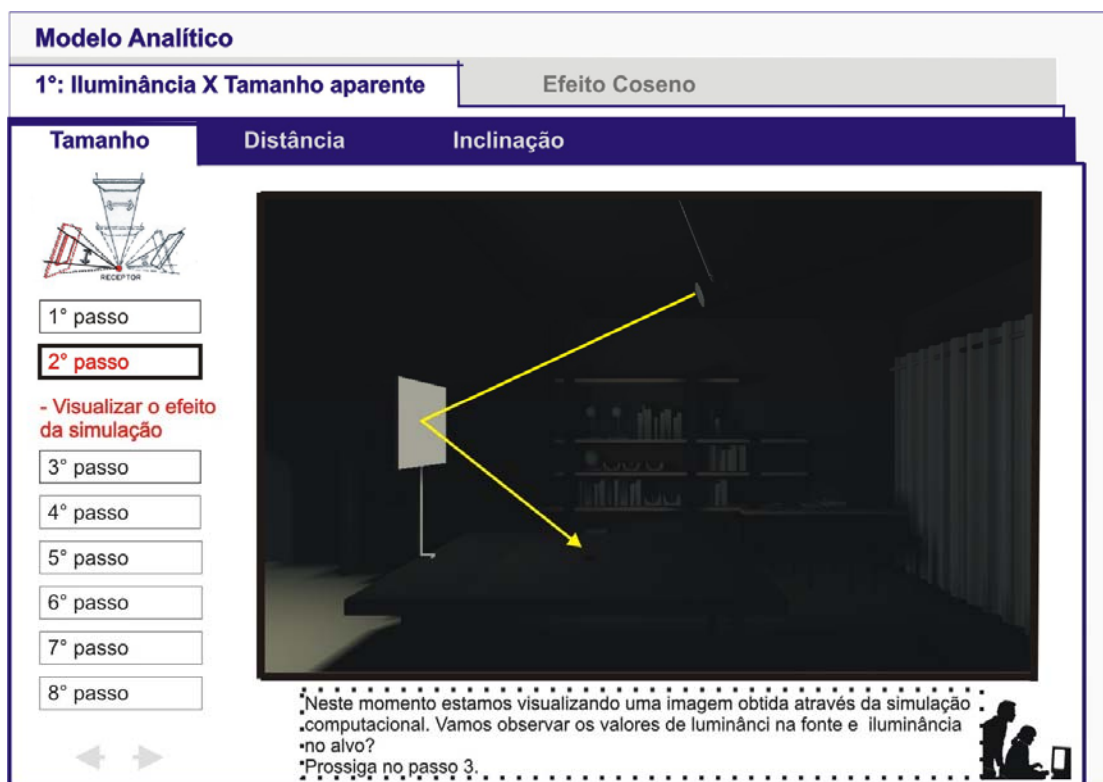 Modelo Analítico
1°: Iluminância X Tamanho aparente
Efeito Coseno
Tamanho
Distância
Inclinação
RECEPTOR
1° passo
2° passo
- Visualizar o efeito
da simulação
3° passo
4° passo
5° passo
6° passo
7° passo
8° passo
Neste momento estamos visualizando uma imagem obtida através da simulação
computacional. Vamos observar os valores de luminânci na fonte e iluminância
no alvo?
Prossiga no passo 3.